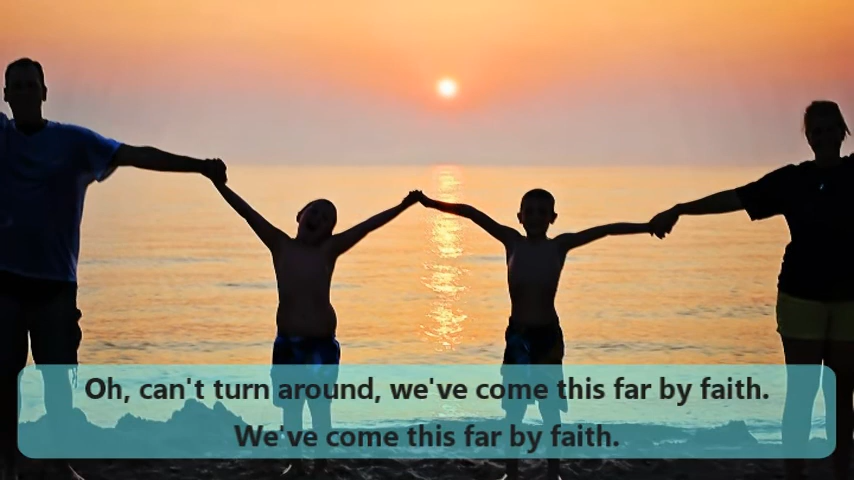 Oh, can't turn around, we've come this far by faith.
We've come this far by faith.